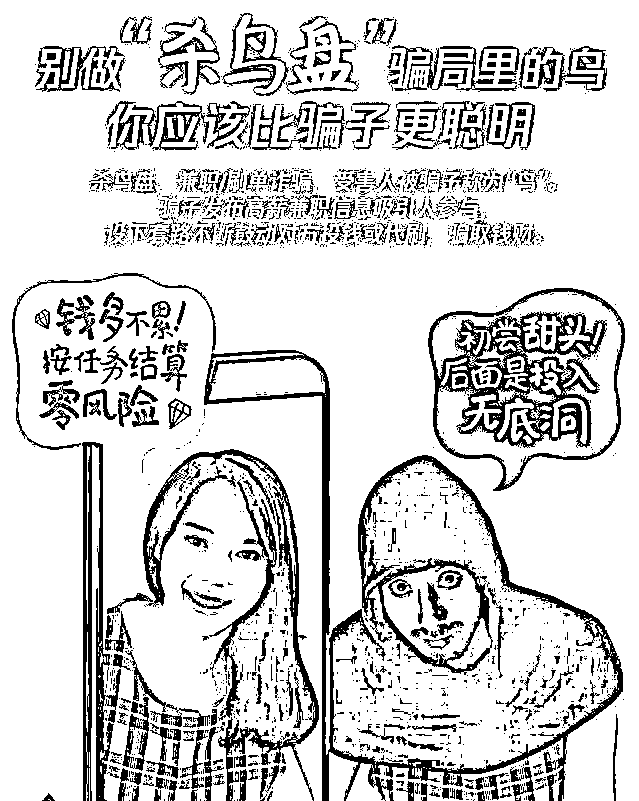 别做“杀鸟盘”骗局里的鸟
你应该比骗子更聪明
杀鸟盘,兼职/刷单诈骗,受害人被骗子称为“鸟”。
骗子发布高薪兼职信息吸引人参与,
设下套路不断鼓动对方投钱或代刷,骗取钱财。
钱多不累!
按任务结算
零风险
初尝甜头!
后面是投入
无底洞